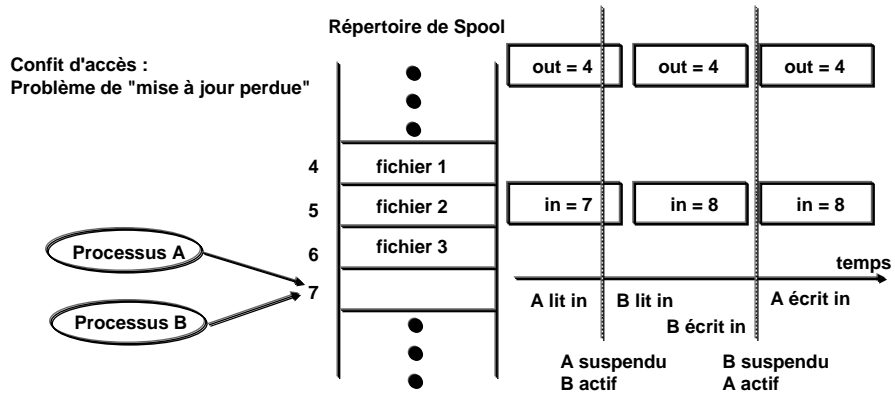 Répertoire de Spool
Confit d'accès :
Problème de "mise à jour perdue"
out = 4
out = 4
out = 4
4
fichier 1
5
fichier 2
in = 7
in = 8
in = 8
6
fichier 3
Processus A
temps
7
A lit in
B lit in
A écrit in
Processus B
B écrit in
A suspendu
B actif
B suspendu
A actif